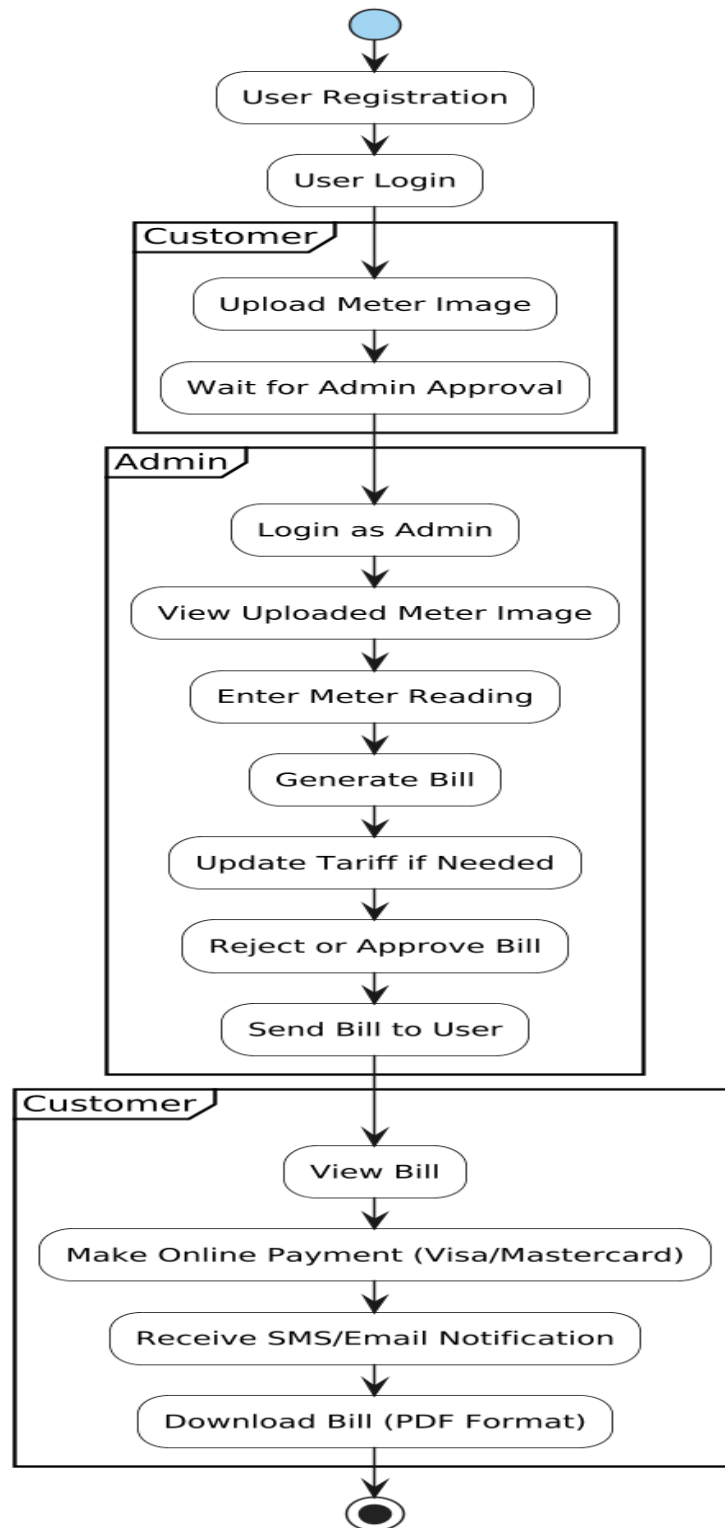 User Registration
User Login
Customer
Upload Meter Image
Wait for Admin Approval
Admin
Login as Admin
View Uploaded Meter Image
Enter Meter Reading
Generate Bill
Update Tariff if Needed
Reject or Approve Bill
Send Bill to User
Customer
View Bill
Make Online Payment (Visa/Mastercard)
Receive SMS/Email Notification
Download Bill (PDF Format)